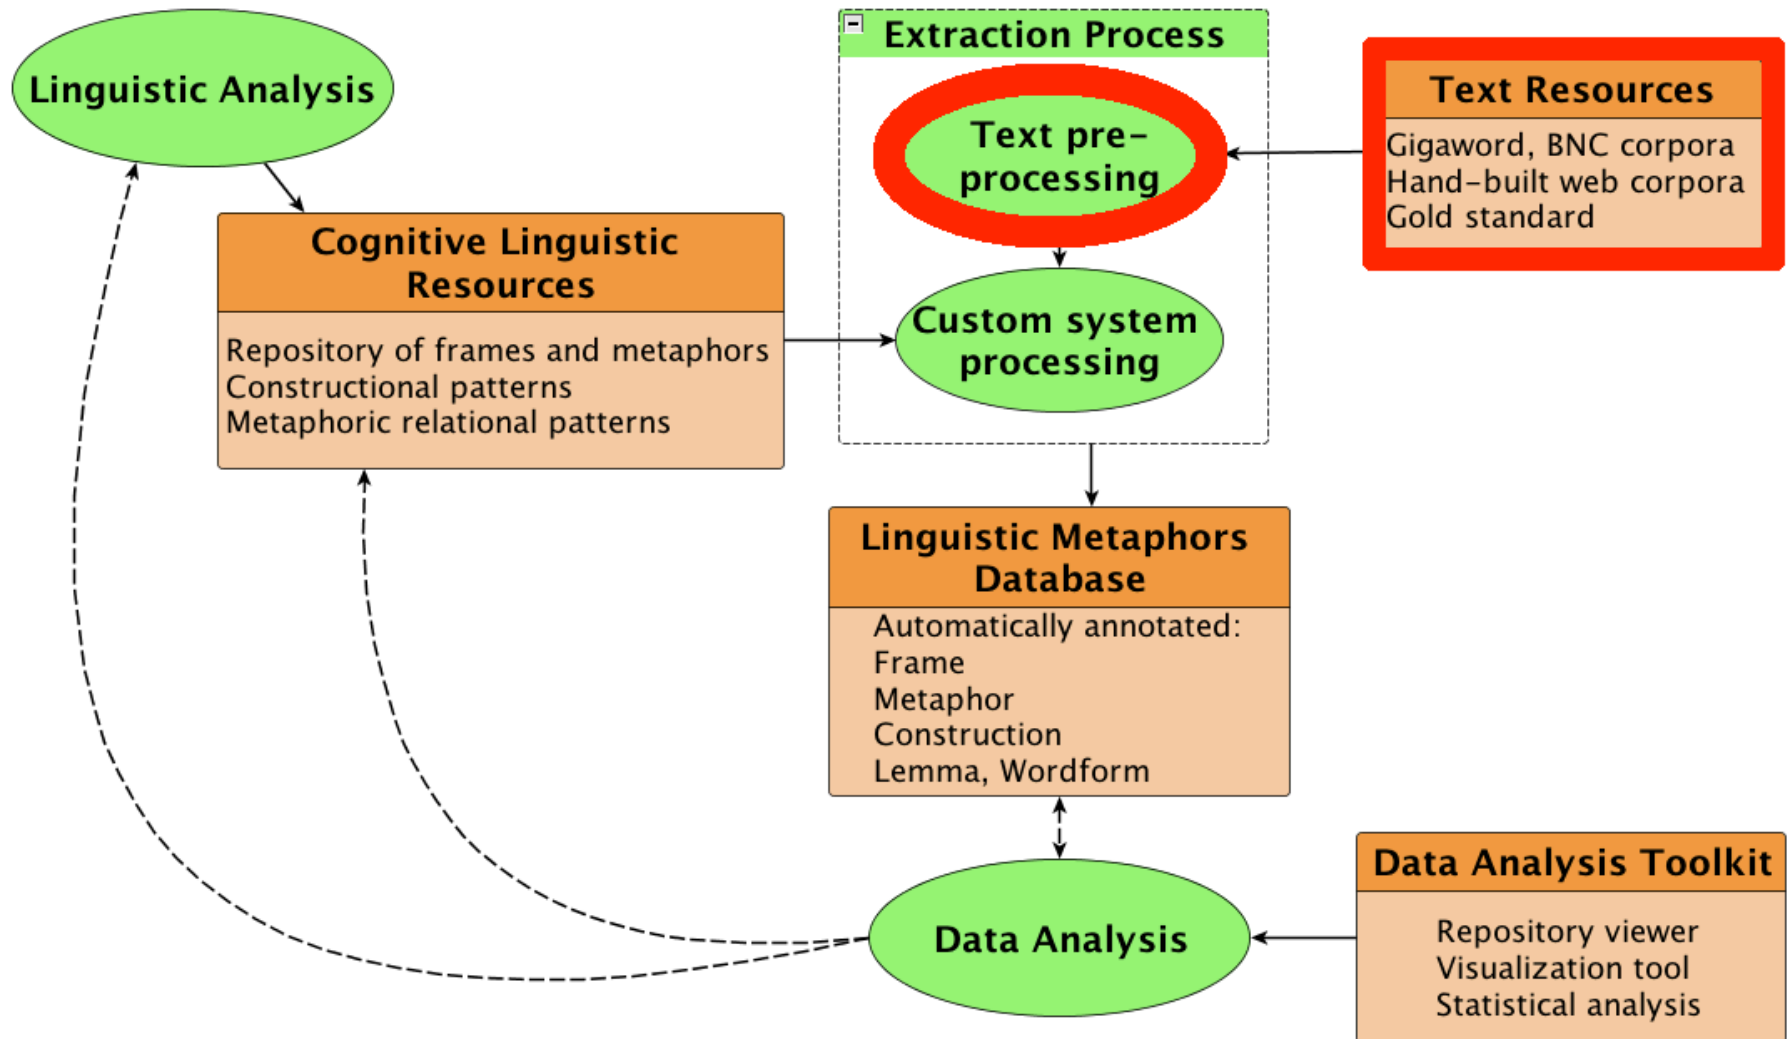 Linguistic Analysis
Cognitive Linguistic
Resources
Repository of frames and metaphors
Constructional patterns
Metaphoric relational patterns
Extraction Process
Text pre-
processing
Custom system
processing
Text Resources
Gigaword, BNC corpora
Hand-built web corpora
Gold standard
Linguistic Metaphors
Database
Automatically annotated:
Frame
Metaphor
Construction
Lemma, Wordform
Data Analysis
Data Analysis Toolkit
Repository viewer
Visualization tool
Statistical analysis